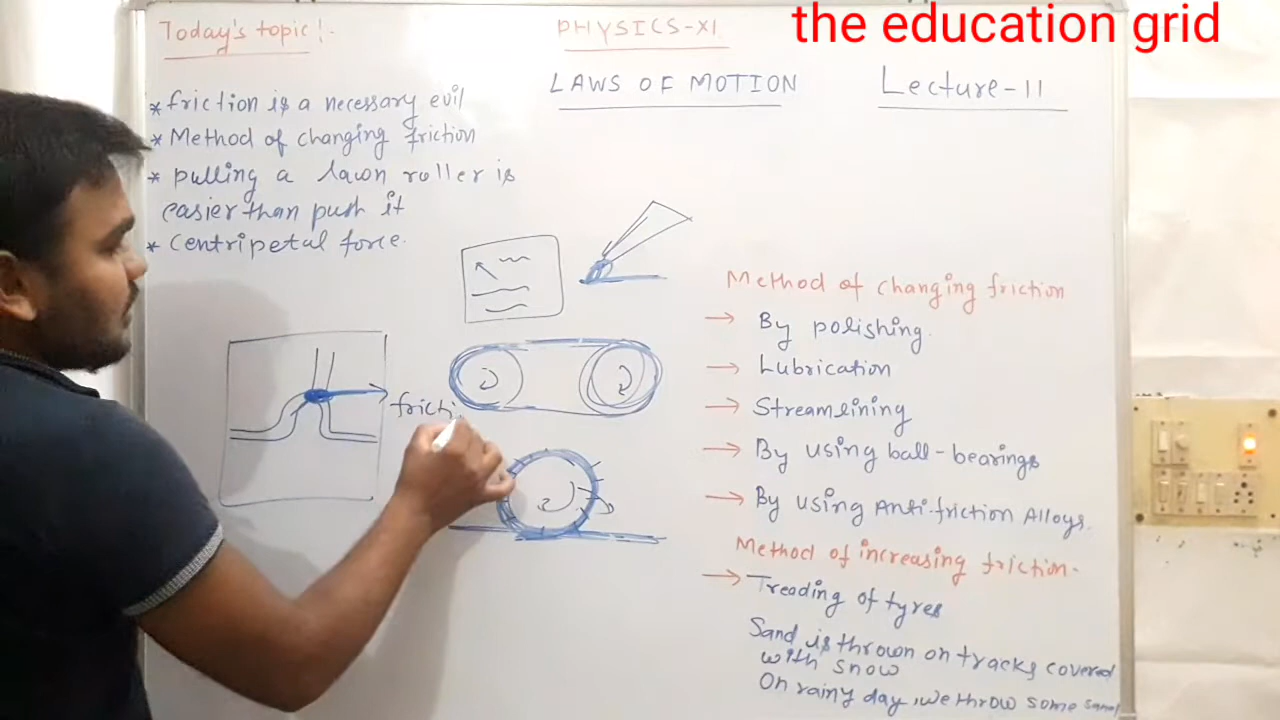 the education grid
Today's topic!-
PHYSICS-XI
LAWS OF MOTION
Lecture-11
* friction is a necessary evil
* Method of changing friction
* pulling a lawn roller is
easier than push it
* Centripetal force.
fricti
Method of changing friction
→ By polishing.
→ Lubrication
→ Streamlining
→ By using ball-bearings
→ By using Anti-friction Alloys.
Method of increasing friction.
→ Treading of tyres
Sand is thrown on tracks covered
with snow
On rainy day, we throw some sand